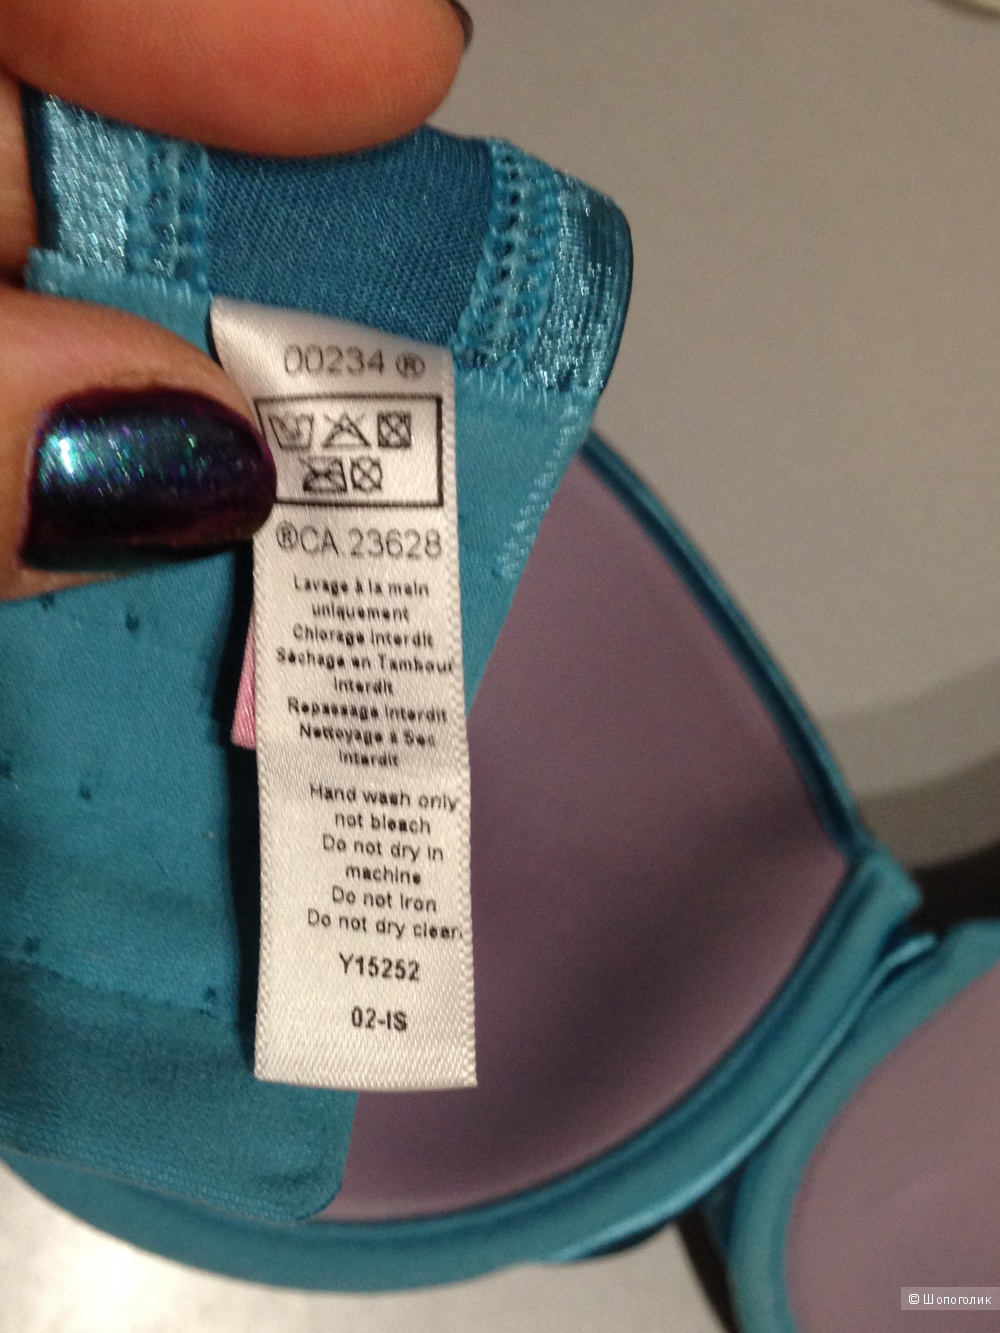 00234 ®
®CA 23628
Lavage à la main
uniquement
Chlorage interdit
Séchage en Tambour
interdit
Repassage interdit
Nettoyage à Sec
interdit
Hand wash only
not bleach
Do not dry in
machine
Do not iron
Do not dry clean
Y15252
02-IS
© Шопоголик